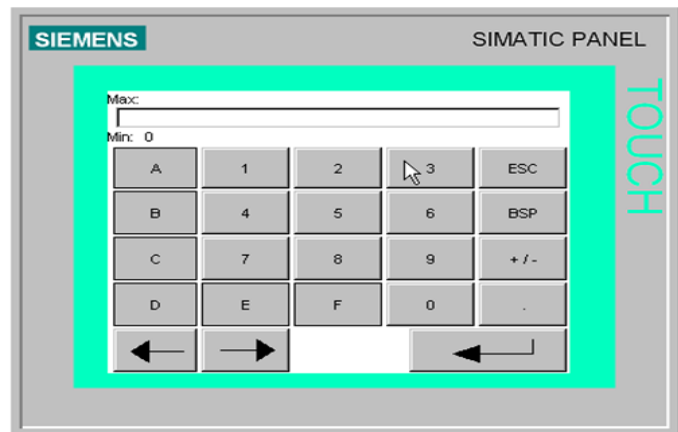 SIEMENS SIMATIC PANEL
TOUCH
Max:
Min: 0
A 1 2 3 ESC
B 4 5 6 BSP
C 7 8 9 + / -
D E F 0 .